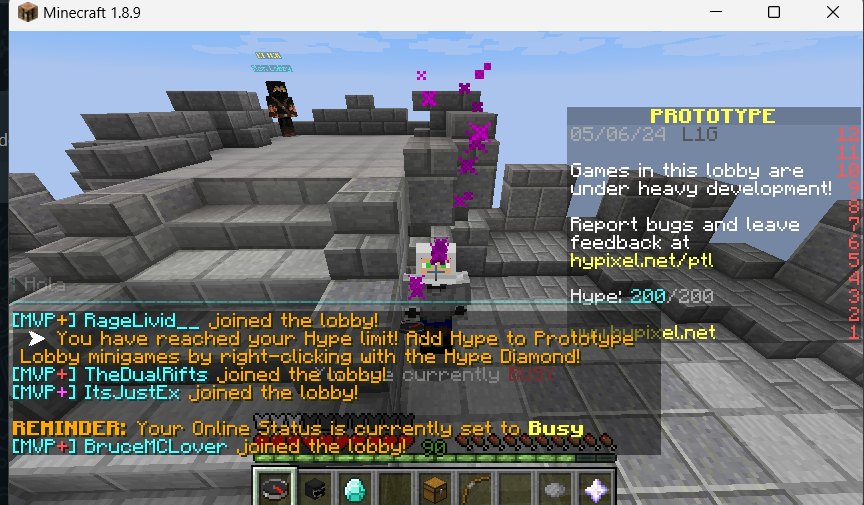 Minecraft 1.8.9
PROTOTYPE
05/06/24 L1G
12
11
Games in this lobby are
10
under heavy development!
9
8
Report bugs and leave
7
feedback at
6
hypixel.net/ptl
5
4
Hype: 200/200
3
2
www.hypixel.net
1
Hola
[MVP+] RageLivid__ joined the lobby!
➤ You have reached your Hype limit! Add Hype to Prototype
Lobby minigames by right-clicking with the Hype Diamond!
[MVP+] TheDualRifts joined the lobby!
currently BUSY
[MVP+] ItsJustEx joined the lobby!
REMINDER: Your Online Status is currently set to Busy
[MVP+] BruceMCLover joined the lobby!
90